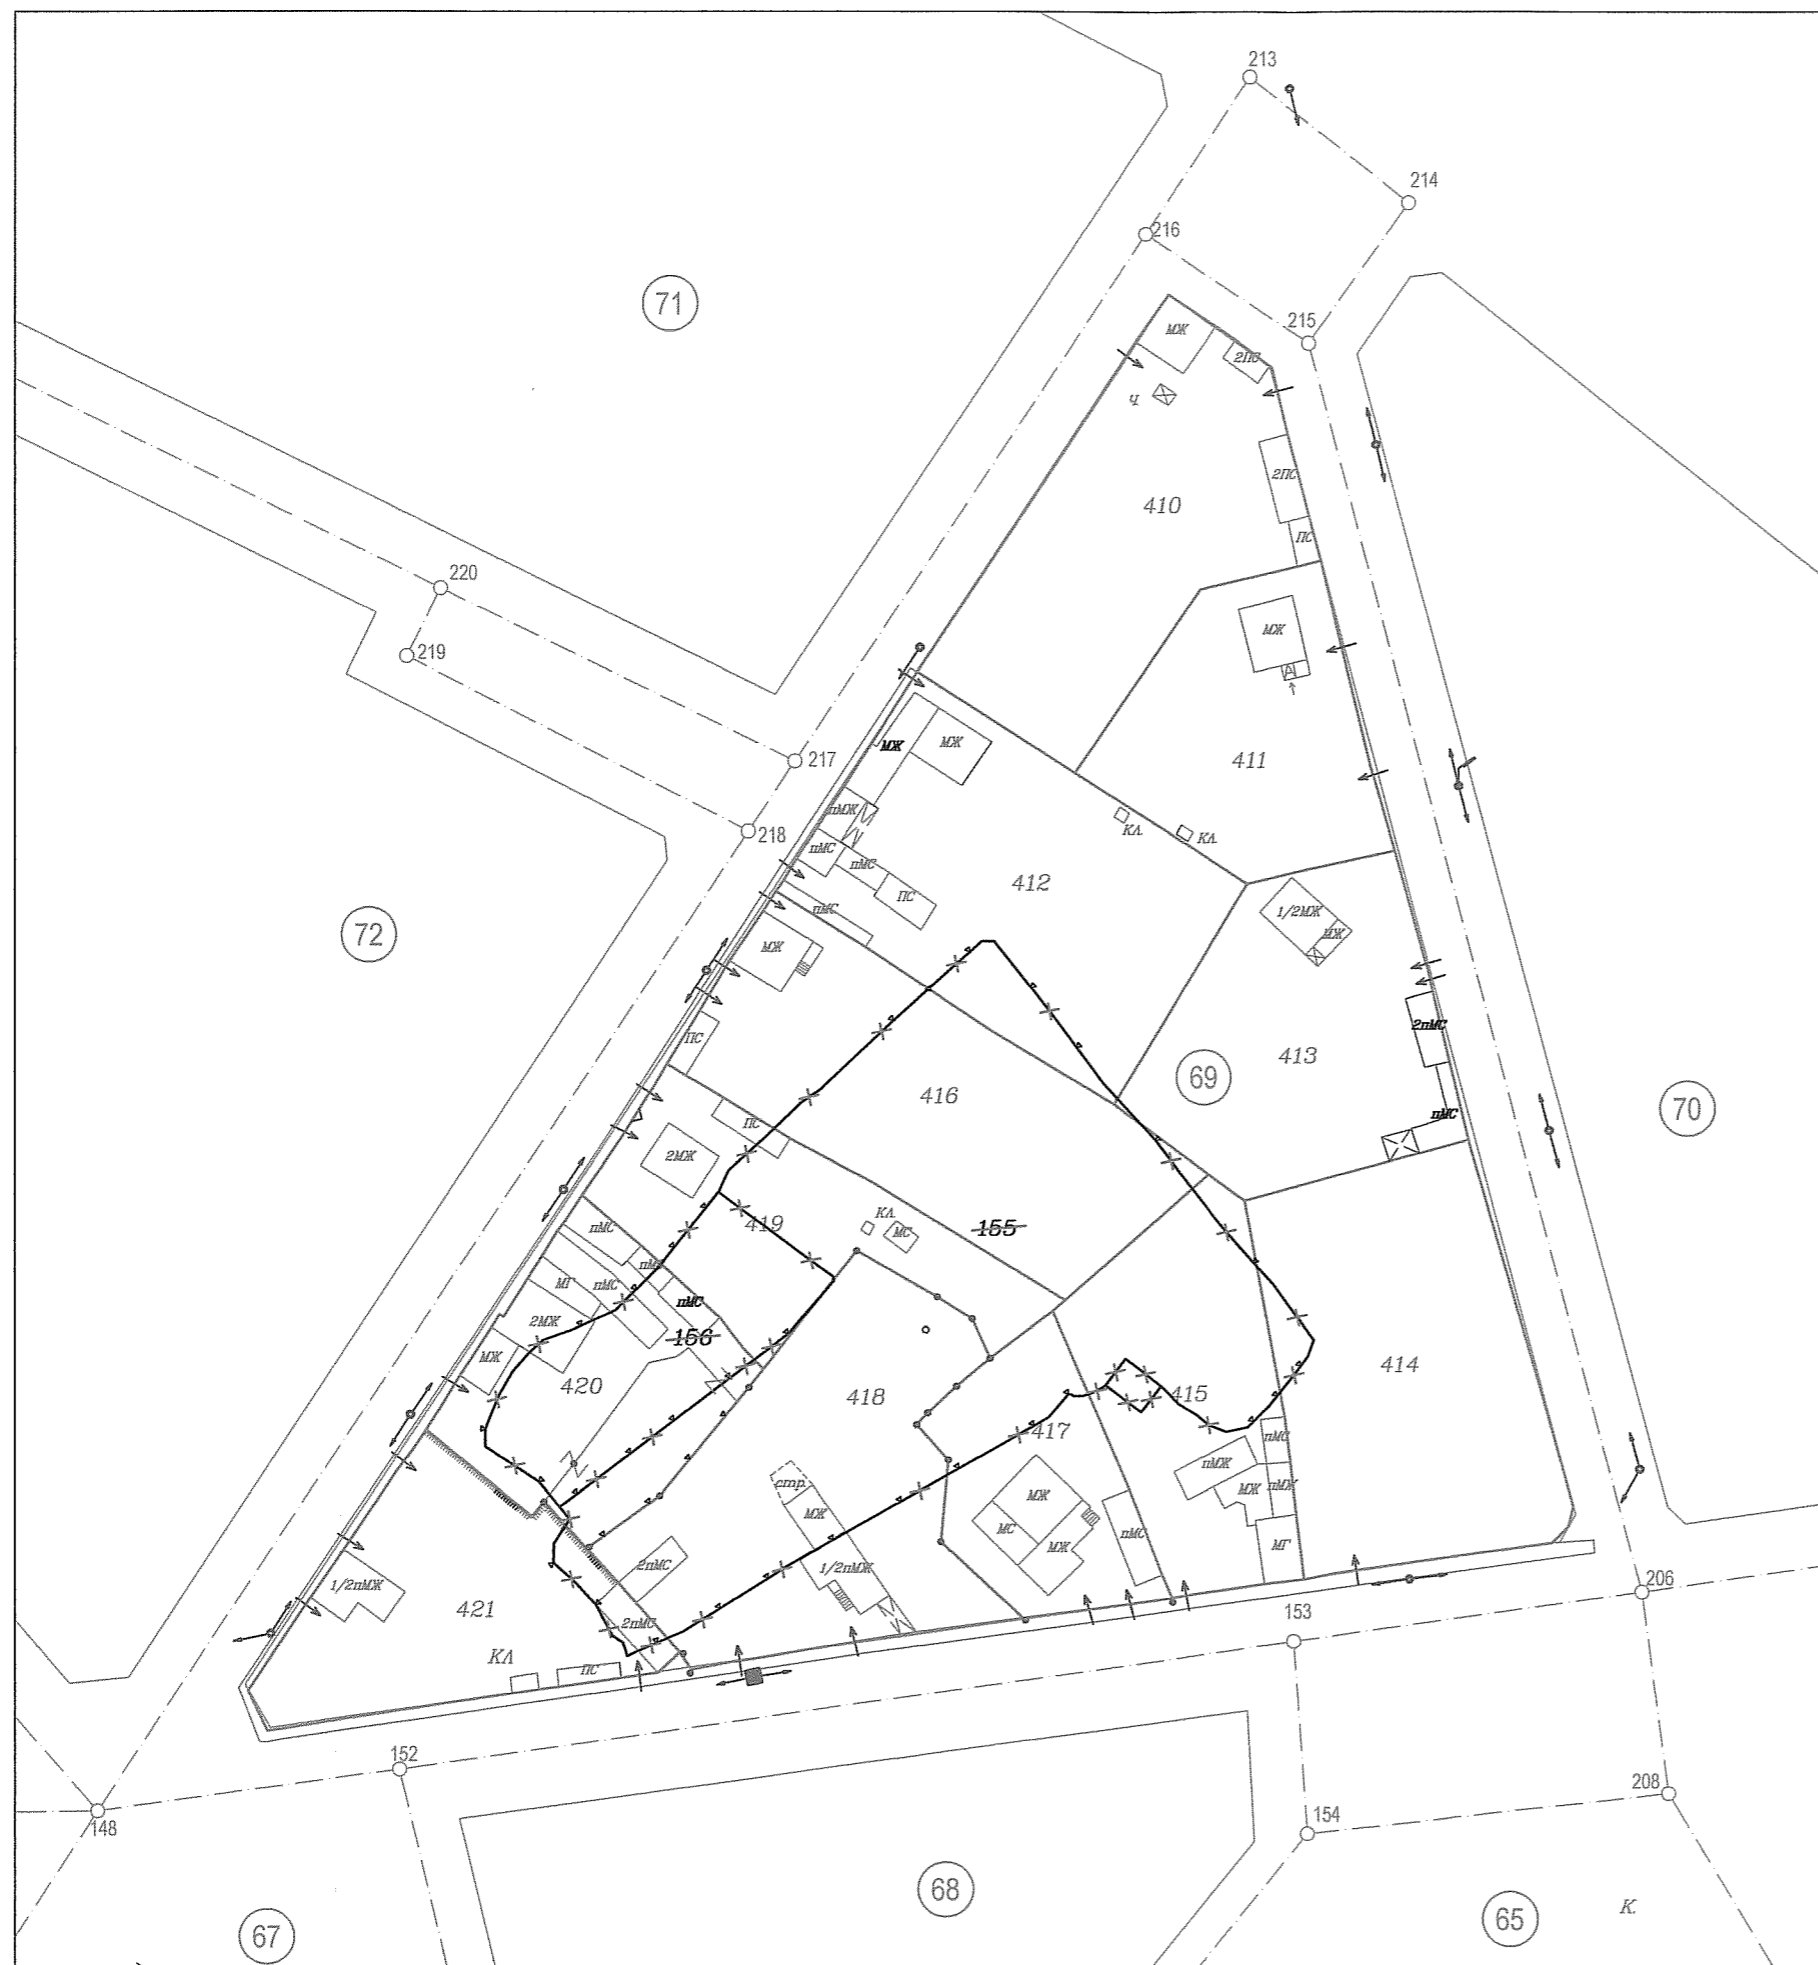 213
214
216
71
215
МЖ
2ПС
Ч
2ПС
410
ПС
220
МЖ
219
А
217
МЖ
МЖ
411
пМЖ
КЛ.
КЛ.
218
пМС
пМС
412
ПС
пМС
1/2МЖ
МЖ
72
МЖ
2пМС
ПС
413
69
416
70
пМС
ПС
2МЖ
КЛ.
419
155
МС
пМС
пМС
МГ
пМС
пМС
2МЖ
156
МЖ
414
420
415
418
417
пМС
стр.
пМЖ
МЖ
пМЖ
МЖ
МЖ
МС
пМС
МЖ
МГ
2пМС
1/2пМЖ
1/2пМЖ
206
421
2пМС
153
КЛ
ПС
152
208
148
154
68
65
К.
67